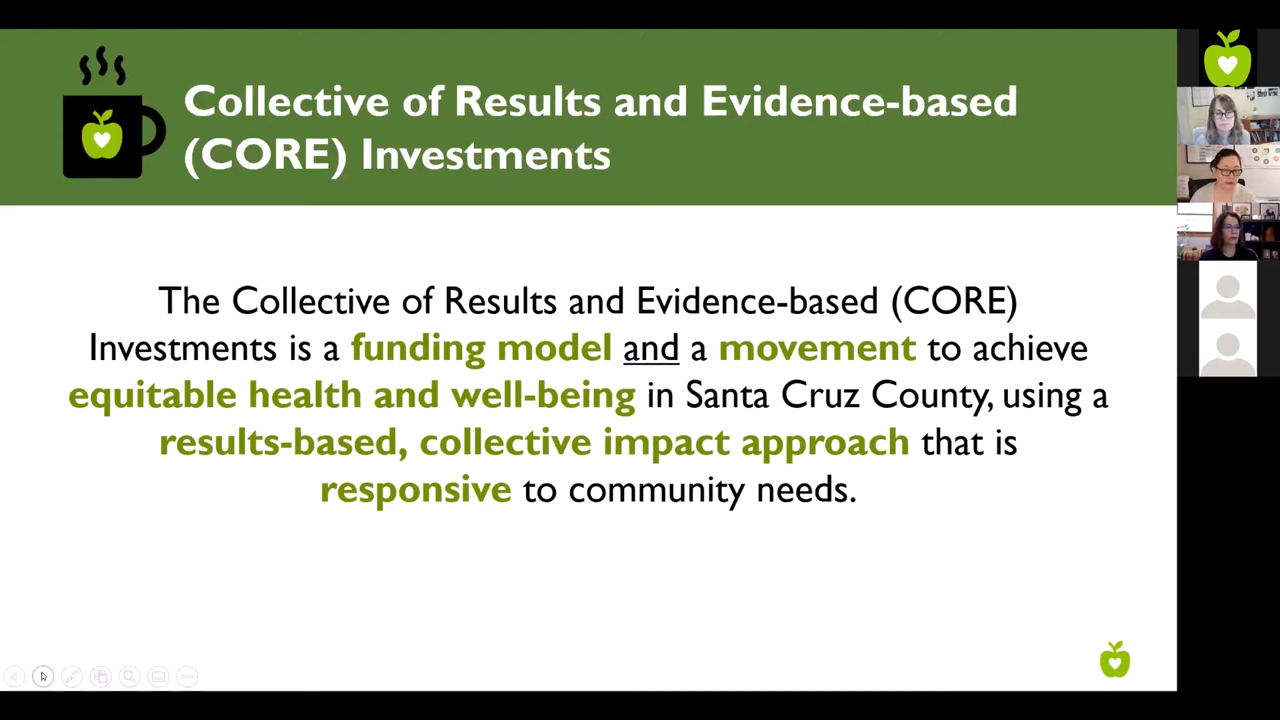 Collective of Results and Evidence-based
(CORE) Investments
The Collective of Results and Evidence-based (CORE)
Investments is a funding model and a movement to achieve
equitable health and well-being in Santa Cruz County, using a
results-based, collective impact approach that is
responsive to community needs.